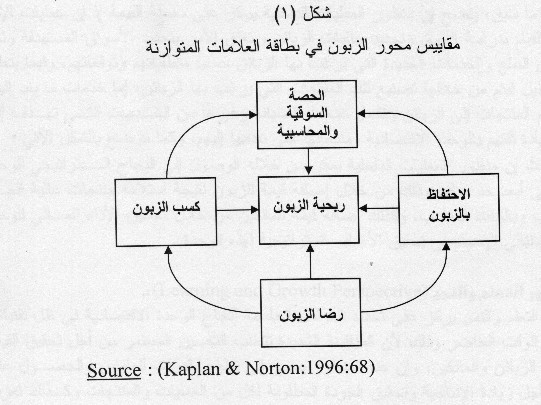 شكل (١)
مقاييس محور الزبون في بطاقة العلامات المتوازنة
الحصة
السوقية
والمحاسبية
كسب الزبون
ربحية الزبون
الاحتفاظ
بالزبون
رضا الزبون
Source : (Kaplan & Norton:1996:68)